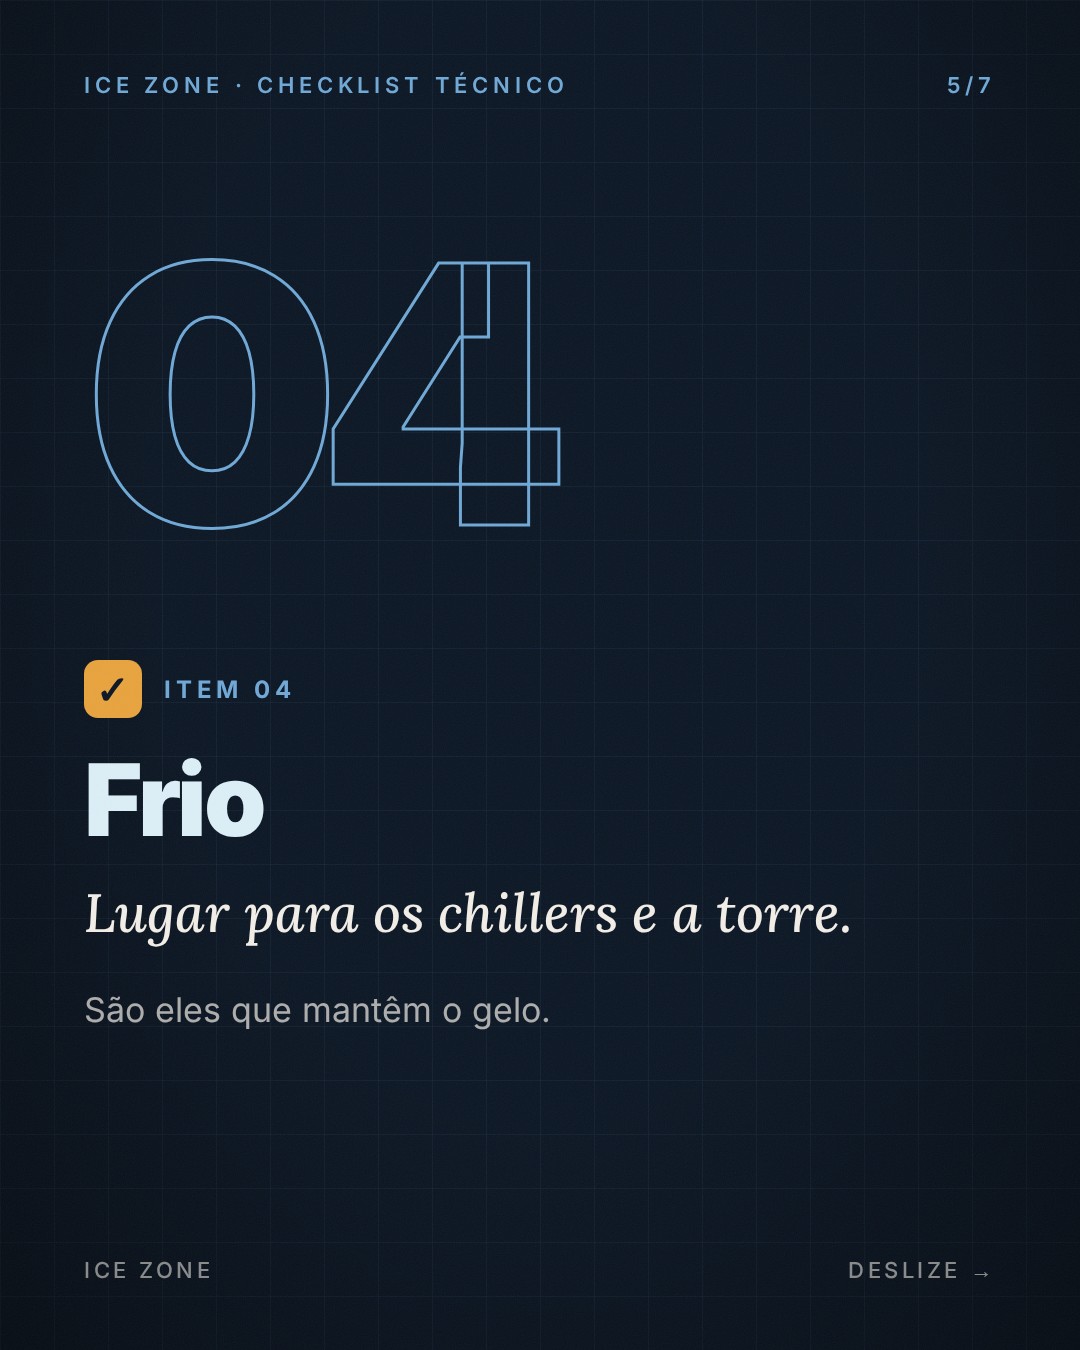 ICE ZONE · CHECKLIST TÉCNICO
5/7
04
✓ ITEM 04
Frio
Lugar para os chillers e a torre.
São eles que mantêm o gelo.
ICE ZONE
DESLIZE →